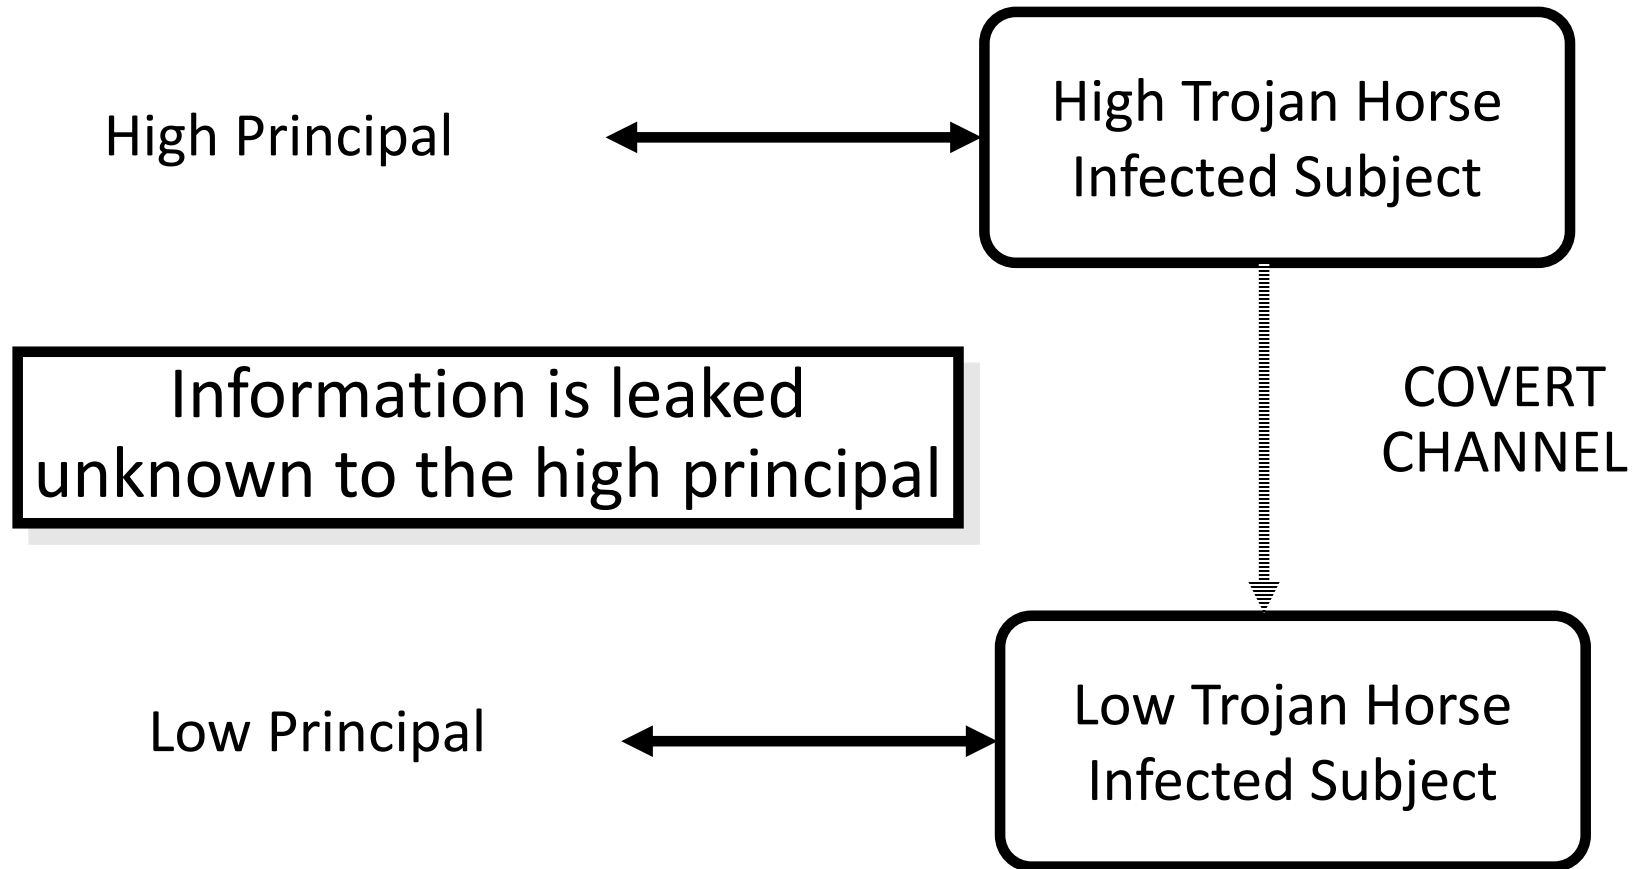 High Principal
High Trojan Horse
Infected Subject
Information is leaked
unknown to the high principal
COVERT
CHANNEL
Low Principal
Low Trojan Horse
Infected Subject